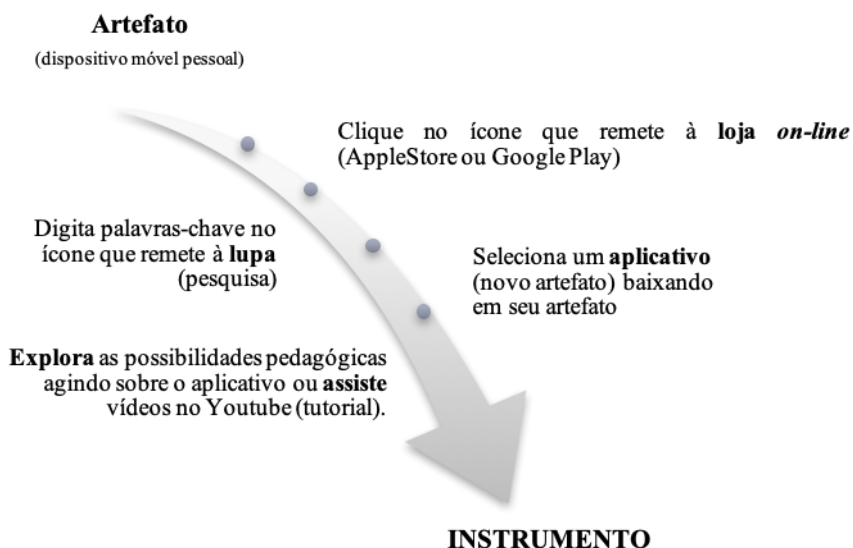 Artefato
(dispositivo móvel pessoal)
Clique no ícone que remete à loja on-line
(AppleStore ou Google Play)
Digita palavras-chave no
ícone que remete à lupa
(pesquisa)
Seleciona um aplicativo
(novo artefato) baixando
em seu artefato
Explora as possibilidades pedagógicas
agindo sobre o aplicativo ou assiste
vídeos no Youtube (tutorial).
INSTRUMENTO